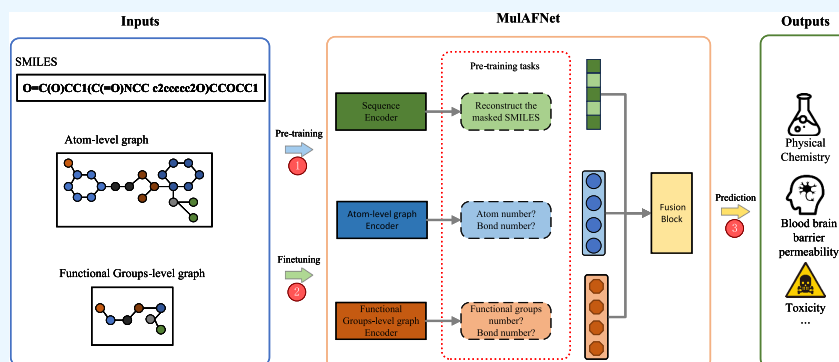 Inputs
MulAFNet
Outputs
SMILES
O=C(O)CC1(C(=O)NCC c2ccccc2O)CCOCC1
Atom-level graph
Functional Groups-level graph
Pre-training
1
Finetuning
2
Pre-training tasks
Sequence
Encoder
Reconstruct the
masked SMILES
Atom-level graph
Encoder
Atom number?
Bond number?
Functional
Groups-level graph
Encoder
Functional groups
number?
Bond number?
Fusion
Block
Prediction
3
Physical
Chemistry
Blood brain
barrier
permeability
Toxicity
...